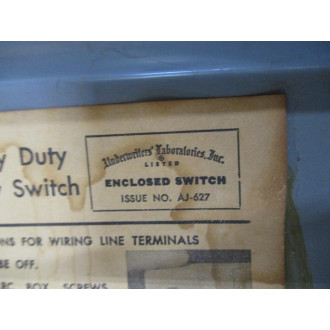 y Duty
Switch
Underwriters' Laboratories, Inc.
LISTED
ENCLOSED SWITCH
ISSUE NO. AJ-627
ONS FOR WIRING LINE TERMINALS
BE OFF.
BOX SCREWS